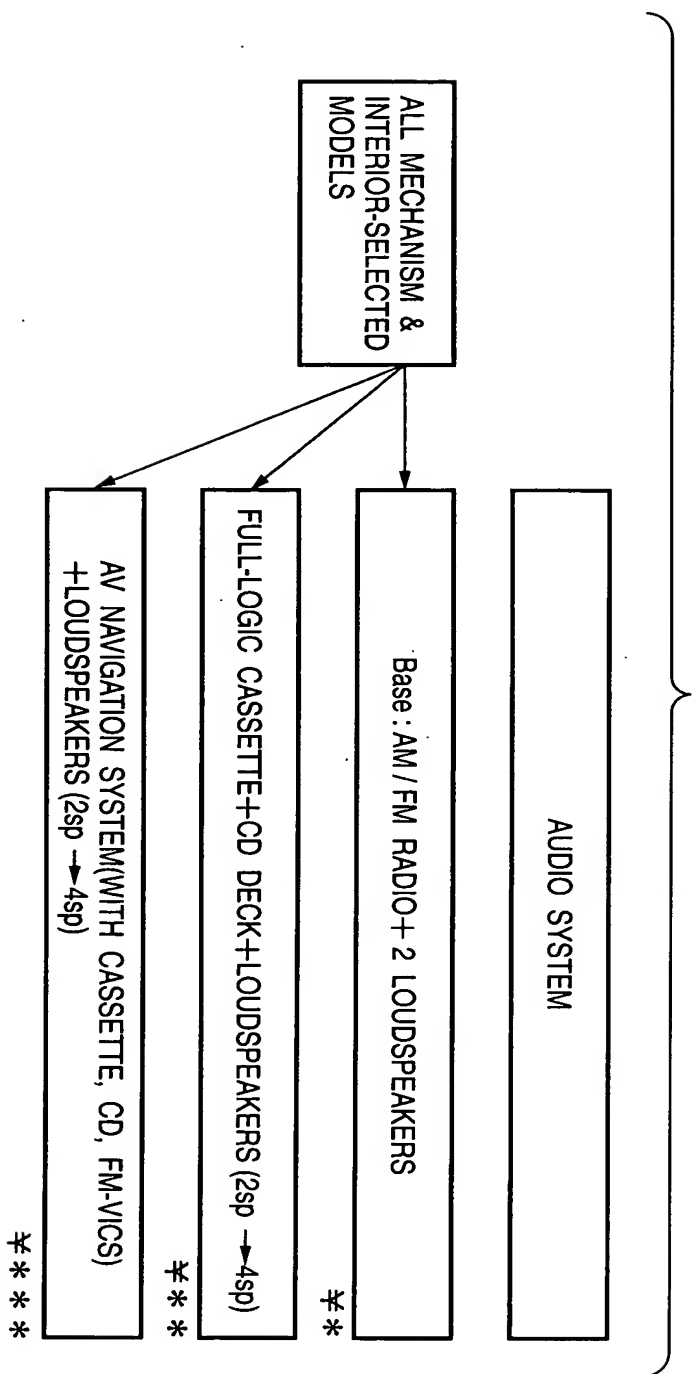 ALL MECHANISM &
INTERIOR-SELECTED
MODELS
AUDIO SYSTEM
Base : AM / FM RADIO+ 2 LOUDSPEAKERS
¥*
FULL-LOGIC CASSETTE+CD DECK+LOUDSPEAKERS (2sp → 4sp)
¥**
AV NAVIGATION SYSTEM(WITH CASSETTE, CD, FM-VICS)
+LOUDSPEAKERS (2sp → 4sp)
¥***